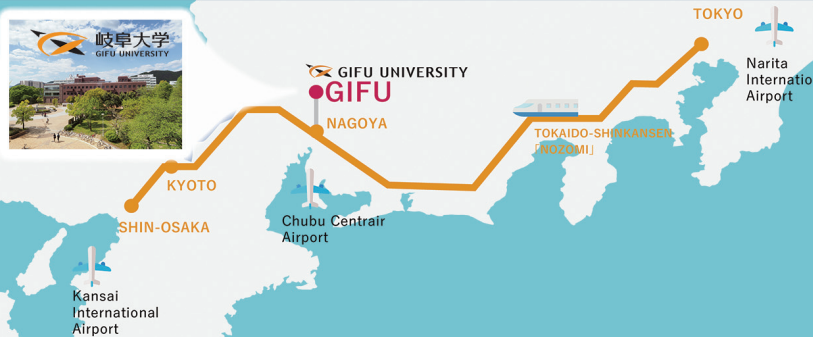 岐阜大学
GIFU UNIVERSITY
GIFU UNIVERSITY
GIFU
NAGOYA
KYOTO
SHIN-OSAKA
TOKYO
Narita
Internatio
Airport
TOKAIDO-SHINKANSEN
「NOZOMI」
Chubu Centrair
Airport
Kansai
International
Airport